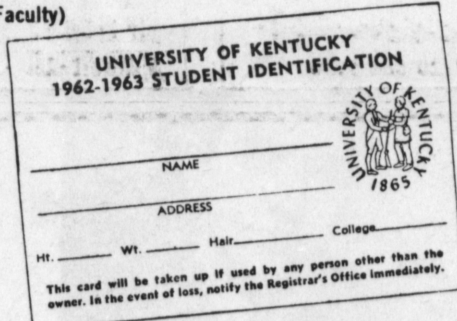 Faculty)
UNIVERSITY OF KENTUCKY
1962-1963 STUDENT IDENTIFICATION
UNIVERSITY OF KENTUCKY
1865
NAME
ADDRESS
Ht. Wt. Hair College
This card will be taken up if used by any person other than the
owner. In the event of loss, notify the Registrar's Office immediately.